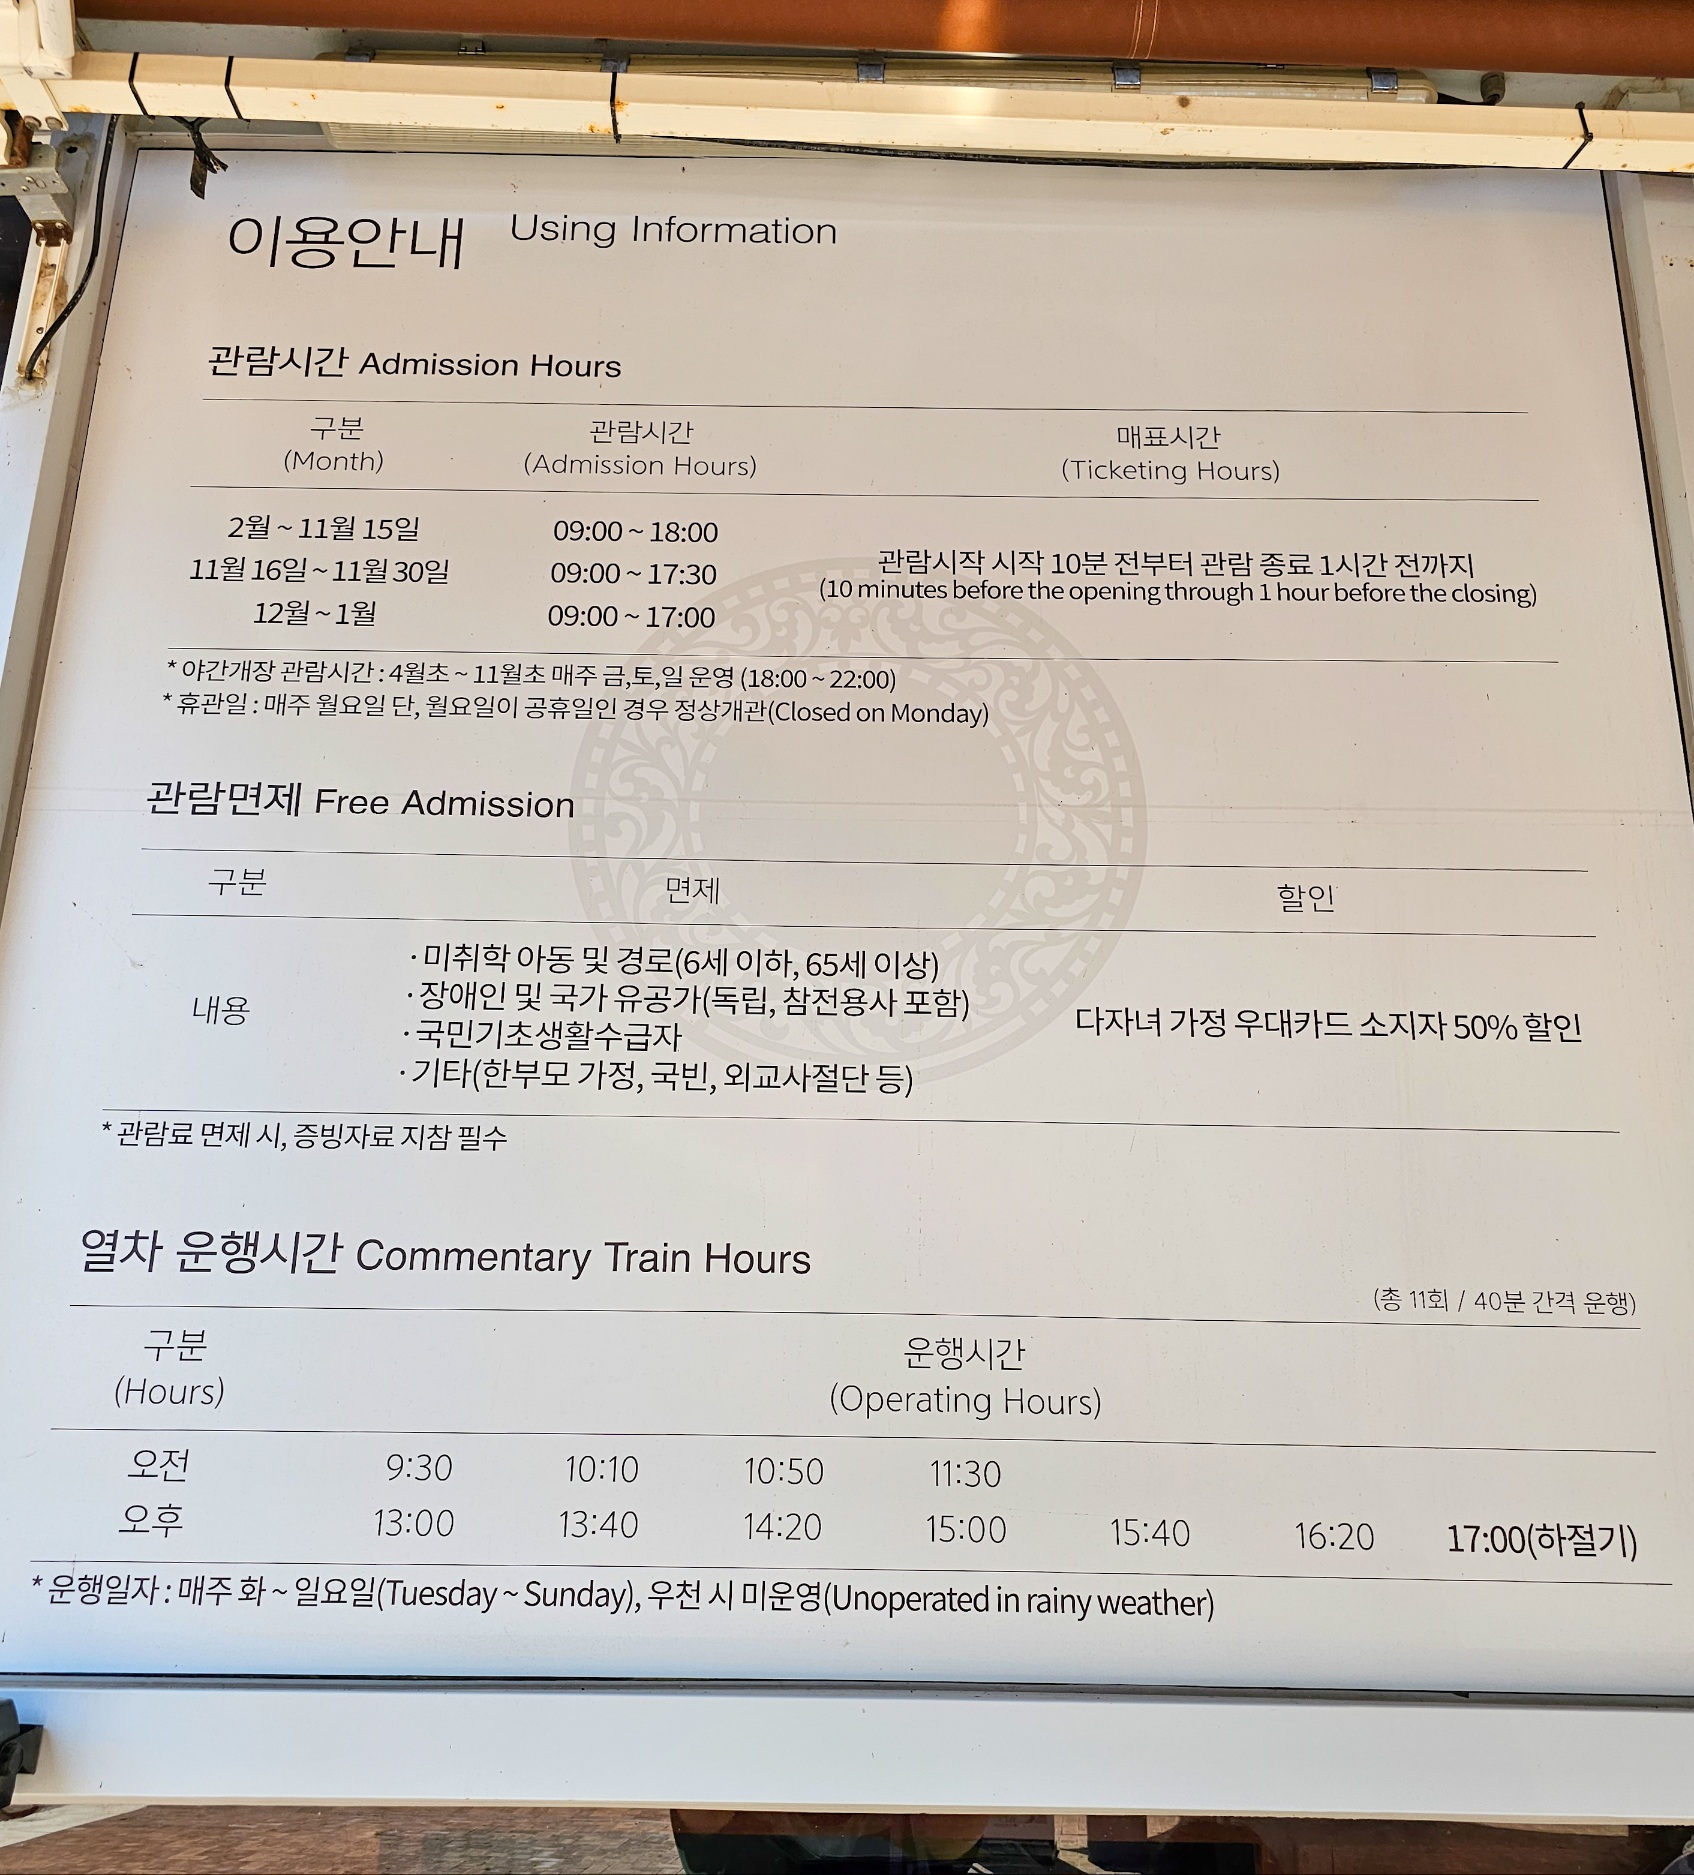 이용안내 Using Information
관람시간 Admission Hours
구분 관람시간 매표시간
(Month) (Admission Hours) (Ticketing Hours)
2월 ~ 11월 15일 09:00 ~ 18:00
11월 16일 ~ 11월 30일 09:00 ~ 17:30 관람시작 시작 10분 전부터 관람 종료 1시간 전까지
(10 minutes before the opening through 1 hour before the closing)
12월 ~ 1월 09:00 ~ 17:00
* 야간개장 관람시간 : 4월초 ~ 11월초 매주 금,토,일 운영 (18:00 ~ 22:00)
* 휴관일 : 매주 월요일 단, 월요일이 공휴일인 경우 정상개관(Closed on Monday)
관람면제 Free Admission
구분 면제 할인
· 미취학 아동 및 경로(6세 이하, 65세 이상)
· 장애인 및 국가 유공가(독립, 참전용사 포함)
내용 다자녀 가정 우대카드 소지자 50% 할인
· 국민기초생활수급자
· 기타(한부모 가정, 국빈, 외교사절단 등)
* 관람료 면제 시, 증빙자료 지참 필수
열차 운행시간 Commentary Train Hours
(총 11회 / 40분 간격 운행)
구분 운행시간
(Hours) (Operating Hours)
오전 9:30 10:10 10:50 11:30
오후 13:00 13:40 14:20 15:00 15:40 16:20 17:00(하절기)
* 운행일자 : 매주 화 ~ 일요일(Tuesday ~ Sunday), 우천 시 미운영(Unoperated in rainy weather)